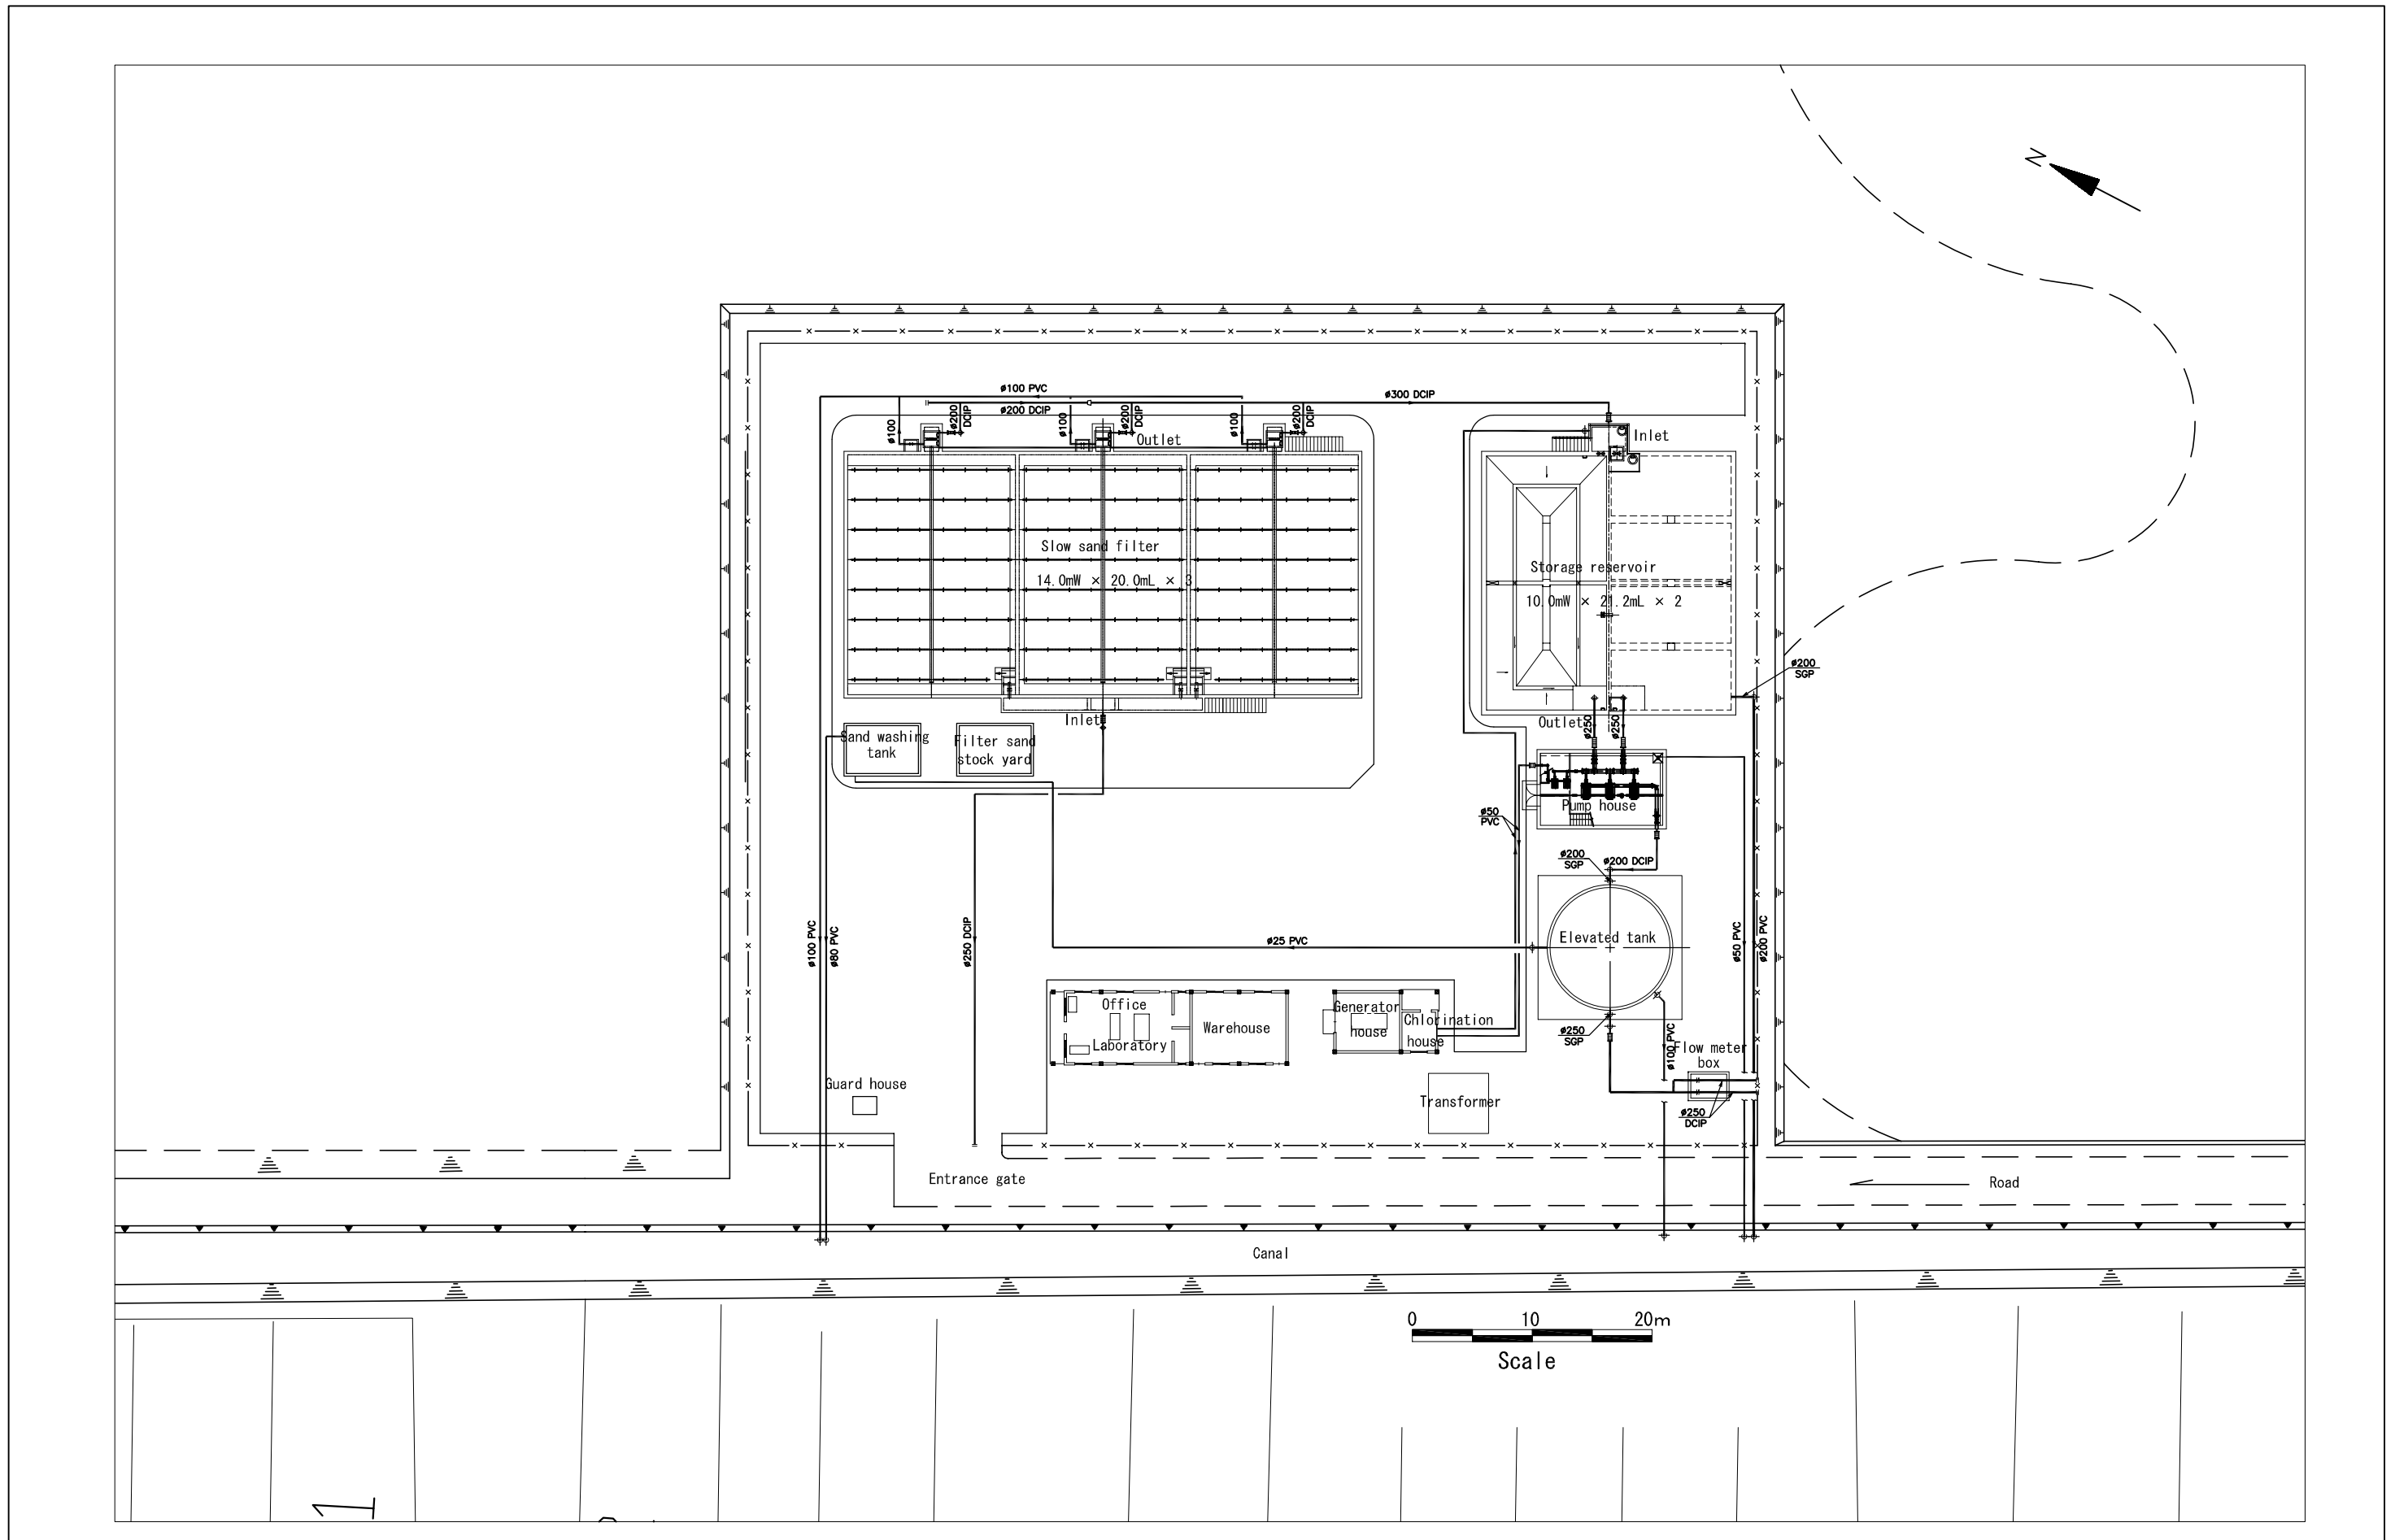 N
ø100 PVC
ø200 DCIP
ø300 DCIP
ø100
ø200
DCIP
ø100
ø200
DCIP
ø100
ø200
DCIP
Outlet
Inlet
Slow sand filter
14.0mW × 20.0mL × 3
Storage reservoir
10.0mW × 21.2mL × 2
ø200
SGP
Inlet
Outlet
ø250
ø250
Sand washing
tank
Filter sand
stock yard
Pump house
ø50
PVC
ø200
SGP
ø200 DCIP
ø100 PVC
ø80 PVC
ø250 DCIP
ø25 PVC
Elevated tank
ø50 PVC
ø200 PVC
Office
Laboratory
Warehouse
Generator
house
Chlorination
house
ø250
SGP
ø100 PVC
Flow meter
box
Guard house
Transformer
ø250
DCIP
Entrance gate
Road
Canal
0 10 20m
Scale
1